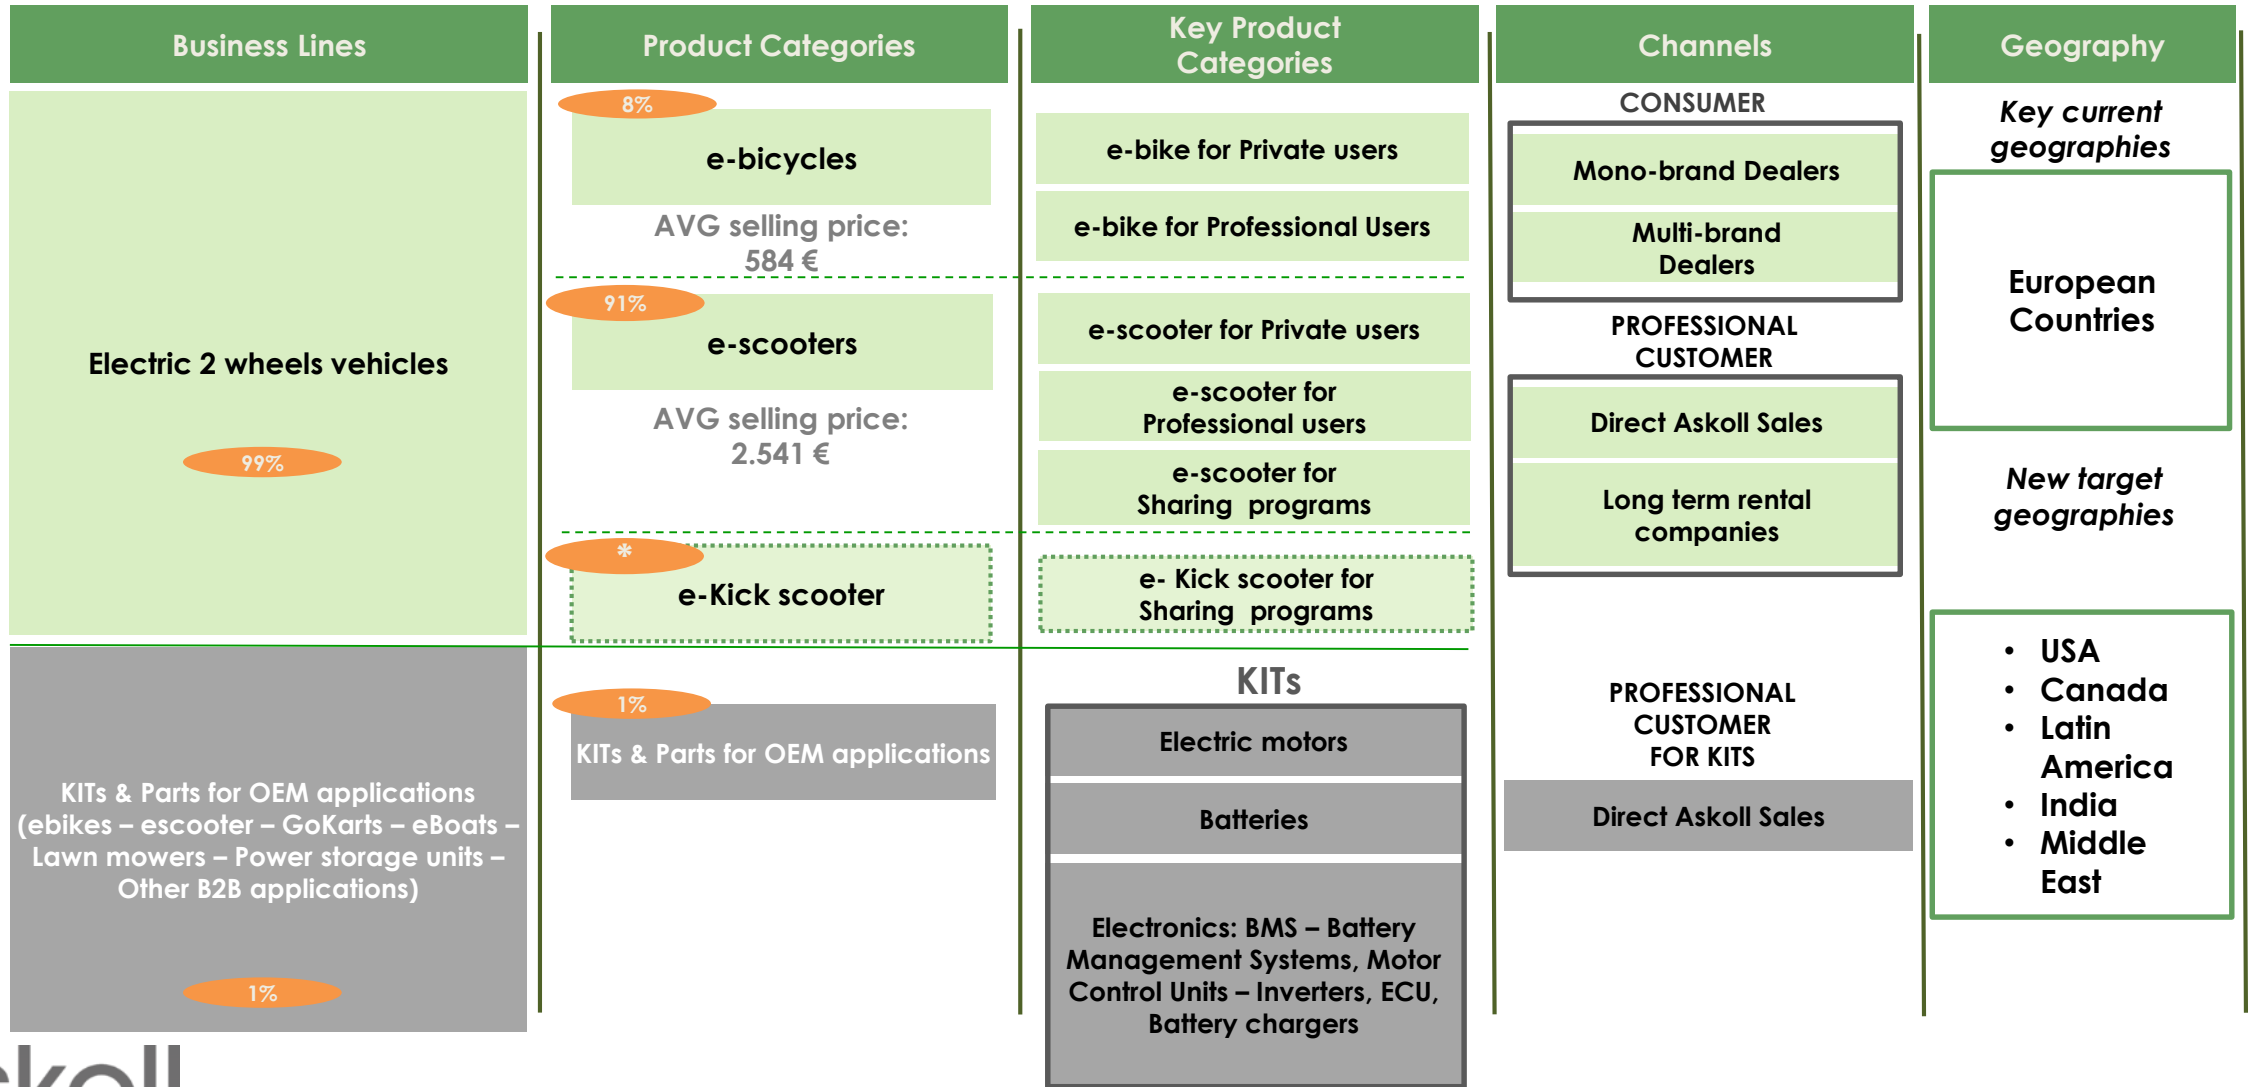 Business Lines
Product Categories
Key Product
Categories
Channels
Geography
Electric 2 wheels vehicles
99%
KITs & Parts for OEM applications
(ebikes – escooter – GoKarts – eBoats –
Lawn mowers – Power storage units –
Other B2B applications)
1%
8%
e-bicycles
AVG selling price:
584 €
91%
e-scooters
AVG selling price:
2.541 €
*
e-Kick scooter
1%
KITs & Parts for OEM applications
e-bike for Private users
e-bike for Professional Users
e-scooter for Private users
e-scooter for
Professional users
e-scooter for
Sharing programs
e- Kick scooter for
Sharing programs
KITs
Electric motors
Batteries
Electronics: BMS – Battery
Management Systems, Motor
Control Units – Inverters, ECU,
Battery chargers
CONSUMER
Mono-brand Dealers
Multi-brand
Dealers
PROFESSIONAL
CUSTOMER
Direct Askoll Sales
Long term rental
companies
PROFESSIONAL
CUSTOMER
FOR KITS
Direct Askoll Sales
Key current
geographies
European
Countries
New target
geographies
• USA
• Canada
• Latin
America
• India
• Middle
East